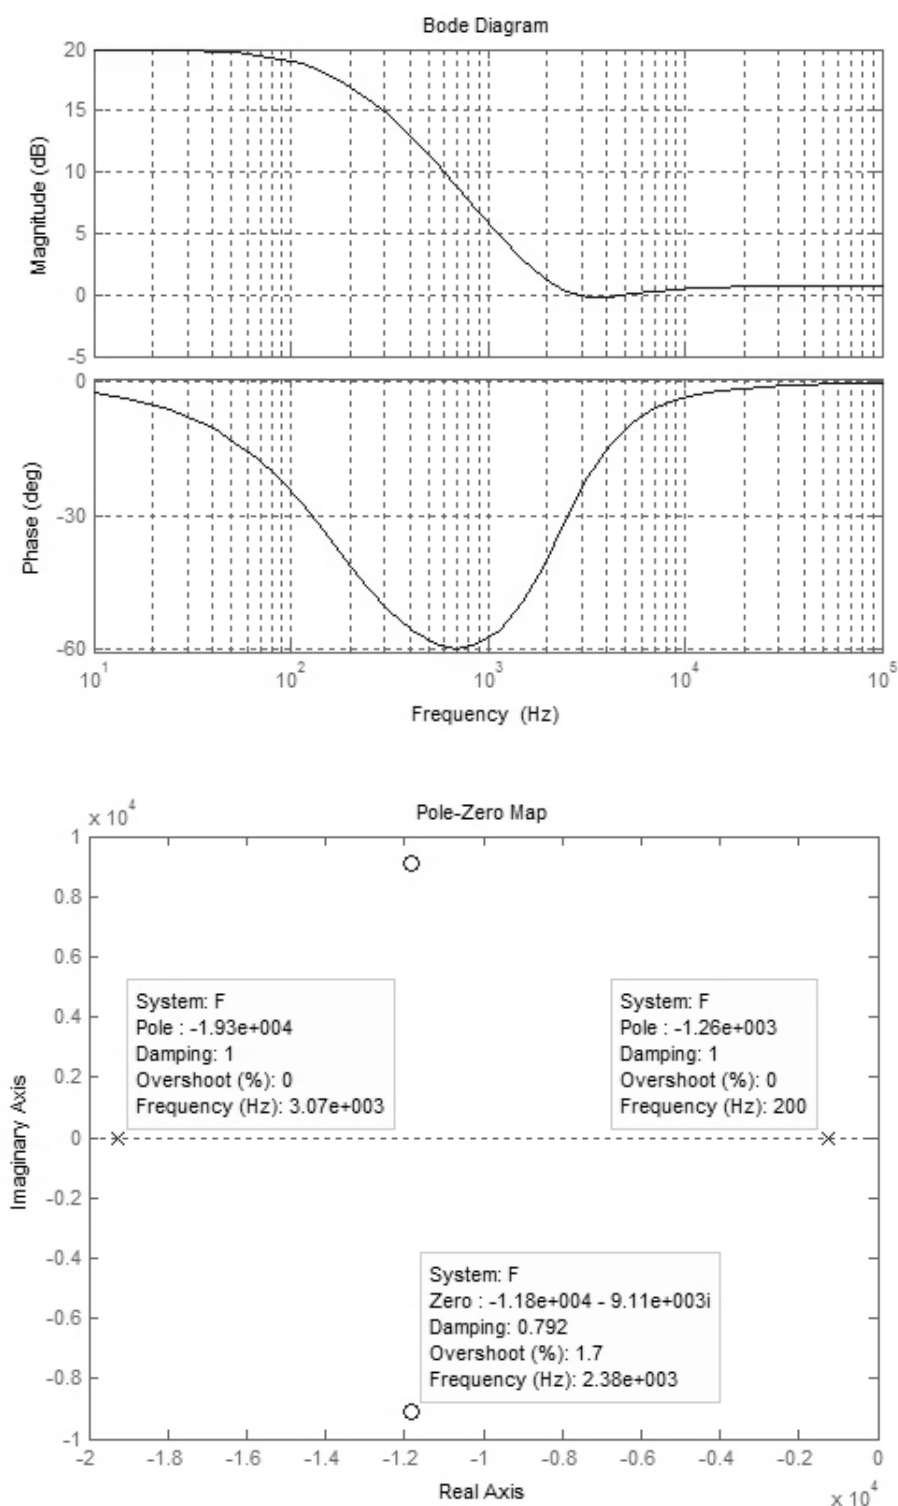 Bode Diagram
20
15
10
5
0
-5
Magnitude (dB)
0
-30
-60
Phase (deg)
10^1 10^2 10^3 10^4 10^5
Frequency (Hz)
x 10^4
Pole-Zero Map
1
0.8
0.6
0.4
0.2
0
-0.2
-0.4
-0.6
-0.8
-1
Imaginary Axis
System: F
Pole : -1.93e+004
Damping: 1
Overshoot (%): 0
Frequency (Hz): 3.07e+003
System: F
Pole : -1.26e+003
Damping: 1
Overshoot (%): 0
Frequency (Hz): 200
System: F
Zero : -1.18e+004 - 9.11e+003i
Damping: 0.792
Overshoot (%): 1.7
Frequency (Hz): 2.38e+003
-2 -1.8 -1.6 -1.4 -1.2 -1 -0.8 -0.6 -0.4 -0.2 0
Real Axis
x 10^4